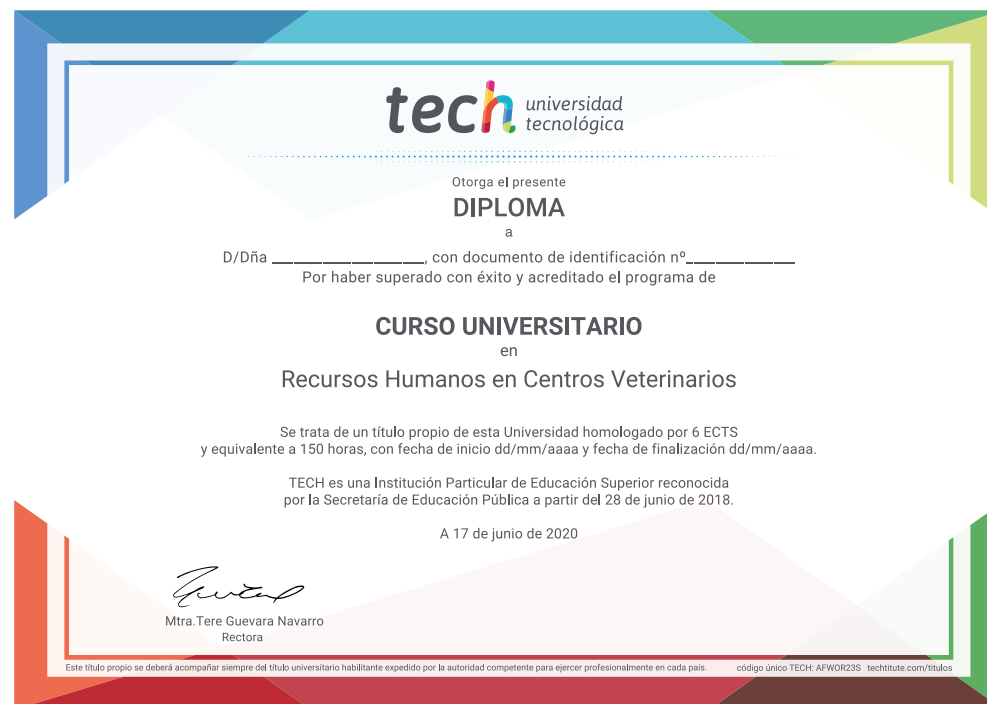 tech universidad
tecnológica
Otorga el presente
DIPLOMA
a
D/Dña ____________________, con documento de identificación nº______________
Por haber superado con éxito y acreditado el programa de
CURSO UNIVERSITARIO
en
Recursos Humanos en Centros Veterinarios
Se trata de un título propio de esta Universidad homologado por 6 ECTS
y equivalente a 150 horas, con fecha de inicio dd/mm/aaaa y fecha de finalización dd/mm/aaaa.
TECH es una Institución Particular de Educación Superior reconocida
por la Secretaría de Educación Pública a partir del 28 de junio de 2018.
A 17 de junio de 2020
Mtra.Tere Guevara Navarro
Rectora
Este título propio se deberá acompañar siempre del título universitario habilitante expedido por la autoridad competente para ejercer profesionalmente en cada país. código único TECH: AFWOR23S techtitute.com/titulos